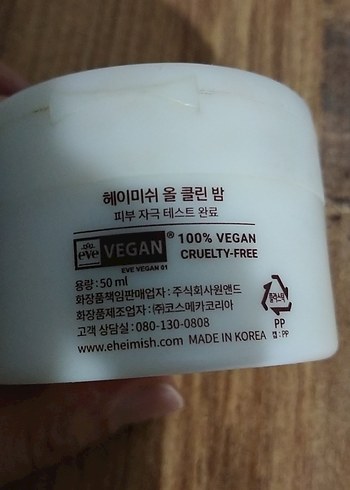 헤이미쉬 올 클린 밤
피부 자극 테스트 완료
eve VEGAN® 100% VEGAN
CRUELTY-FREE
EVE VEGAN 01
용량 : 50 ml
화장품책임판매업자 : 주식회사원앤드
화장품제조업자 : (주)코스메카코리아
고객 상담실 : 080-130-0808
www.eheimish.com MADE IN KOREA
플라스틱
PP
캡 : PP